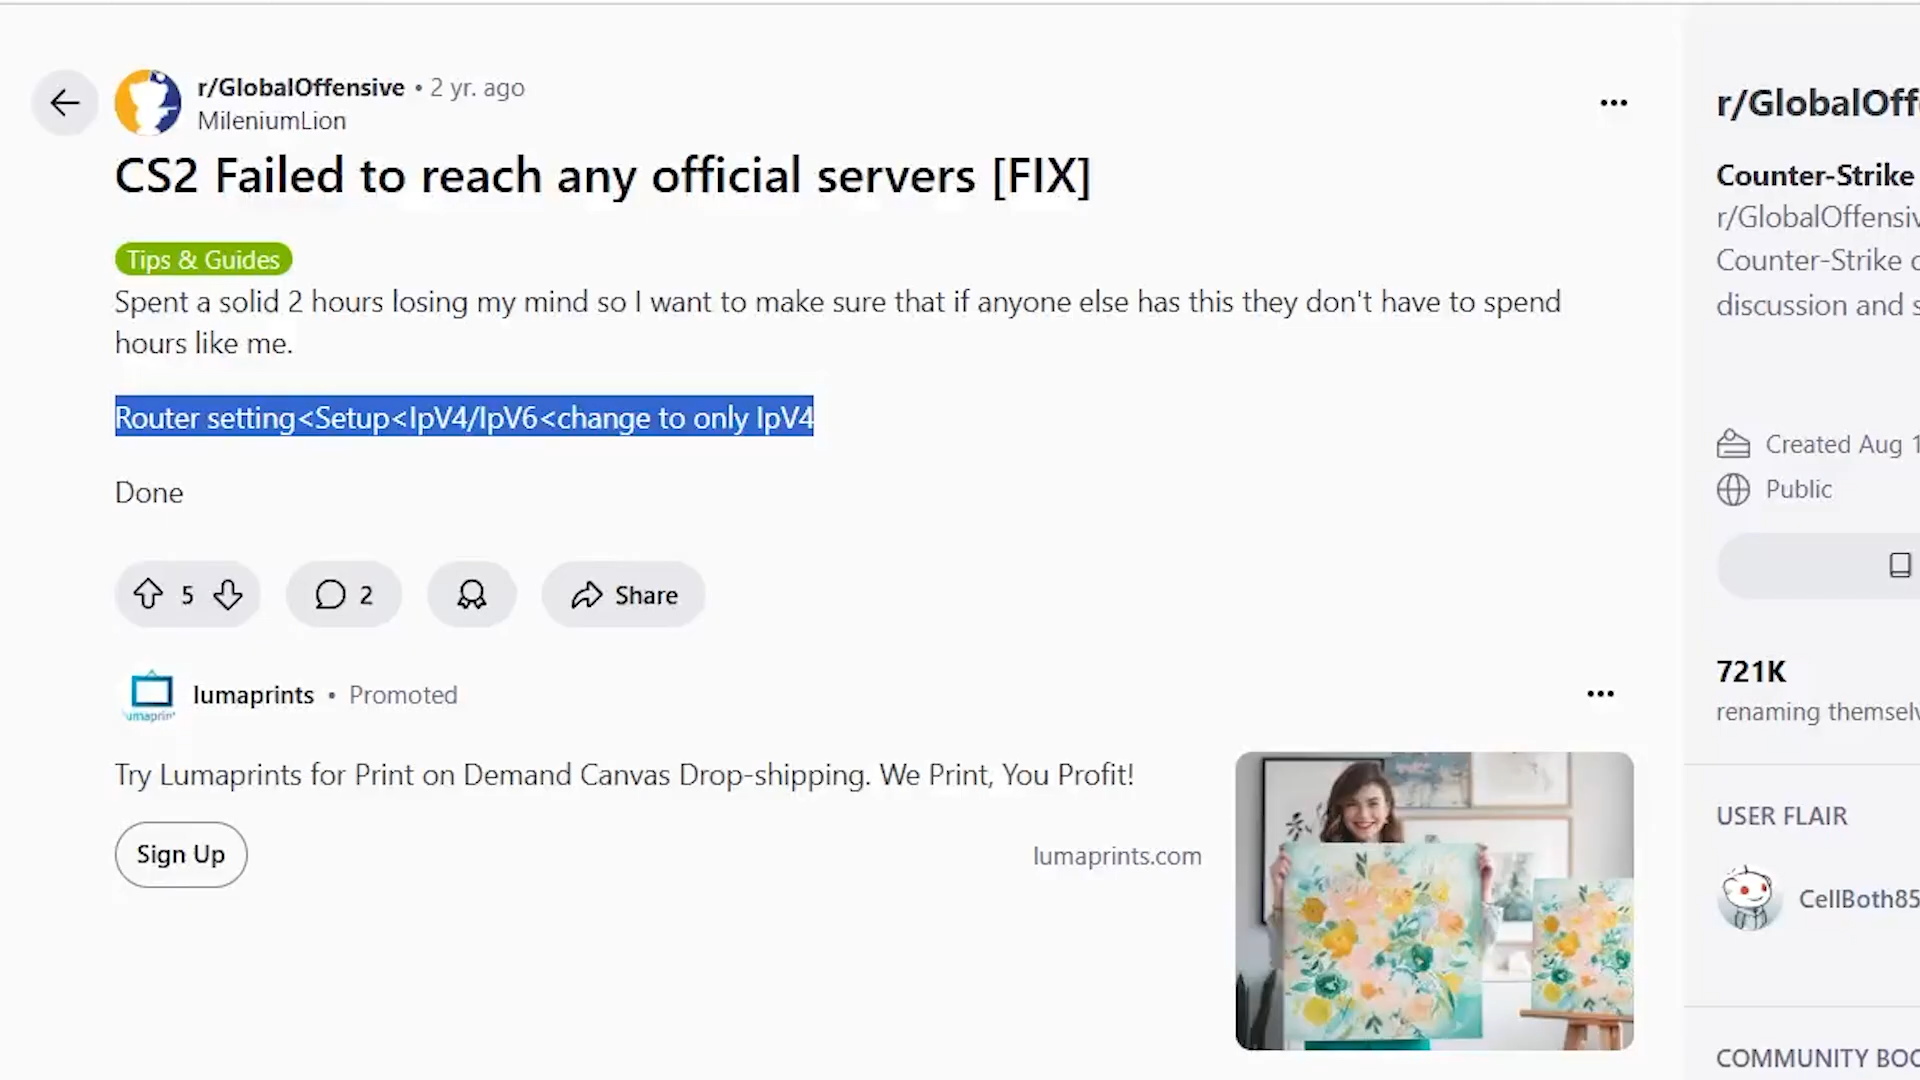 r/GlobalOffensive • 2 yr. ago
MileniumLion
CS2 Failed to reach any official servers [FIX]
Tips & Guides
Spent a solid 2 hours losing my mind so I want to make sure that if anyone else has this they don't have to spend
hours like me.
Router setting<Setup<IpV4/IpV6<change to only IpV4
Done
5
2
Share
lumaprints • Promoted
Try Lumaprints for Print on Demand Canvas Drop-shipping. We Print, You Profit!
Sign Up
lumaprints.com
r/GlobalOff
Counter-Strike
r/GlobalOffensiv
Counter-Strike
discussion and
Created Aug 1
Public
721K
renaming themselv
USER FLAIR
CellBoth85
COMMUNITY BOO